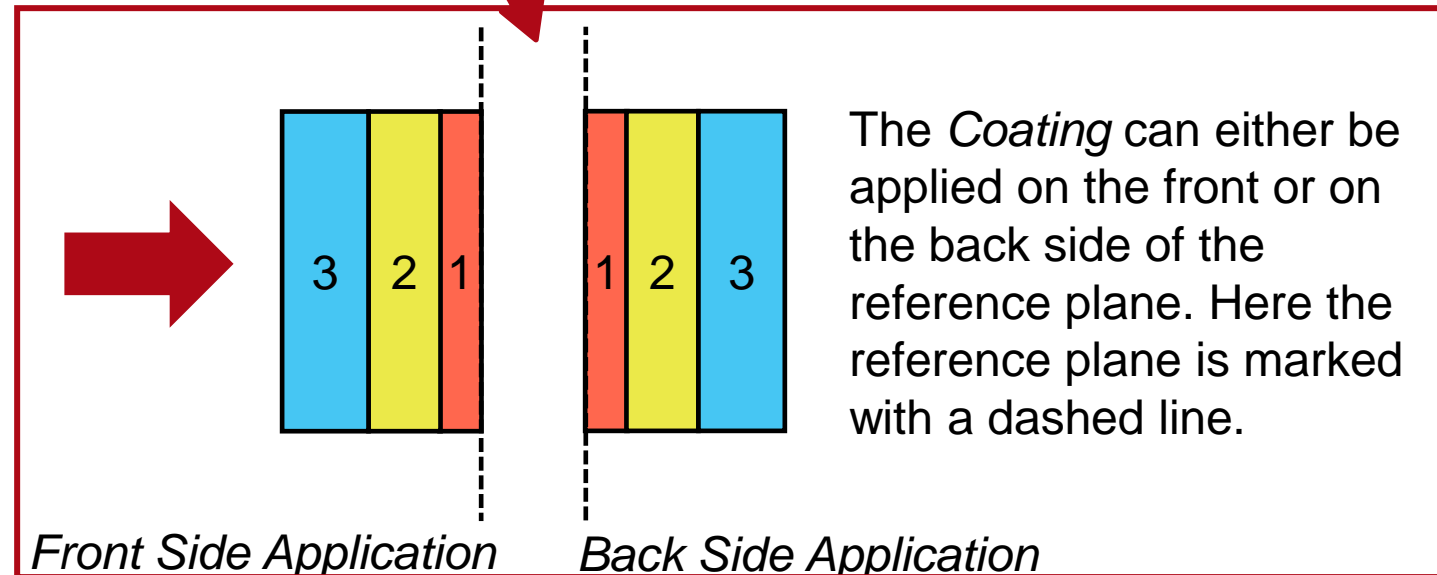 3 2 1
1 2 3
The Coating can either be
applied on the front or on
the back side of the
reference plane. Here the
reference plane is marked
with a dashed line.
Front Side Application
Back Side Application